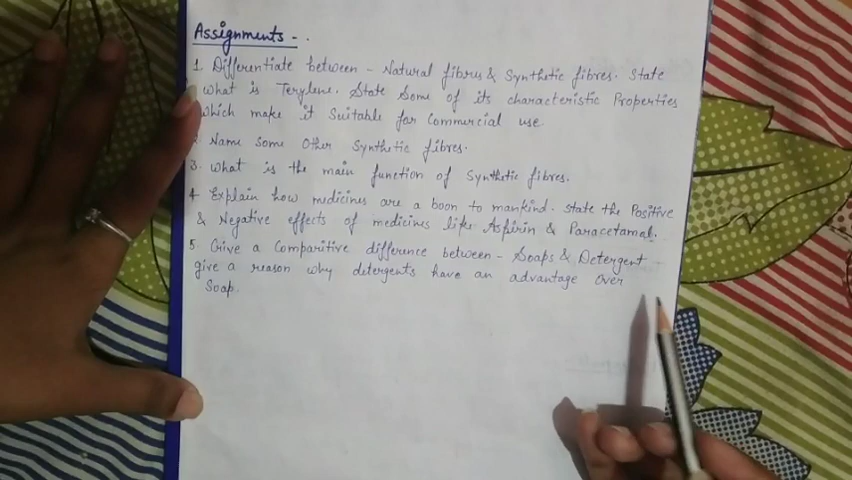 Assignments - .
1. Differentiate between - Natural fibres & Synthetic fibres. State
what is Terylene. State Some of its characteristic Properties
which make it Suitable for Commercial use.
2. Name Some Other Synthetic fibres.
3. What is the main function of Synthetic fibres.
4 Explain how medicines are a boon to mankind. State the Positive
& Negative effects of medicines like Aspirin & Paracetamal.
5. Give a Comparitive difference between - Soaps & Detergent
give a reason why detergents have an advantage Over
Soap.